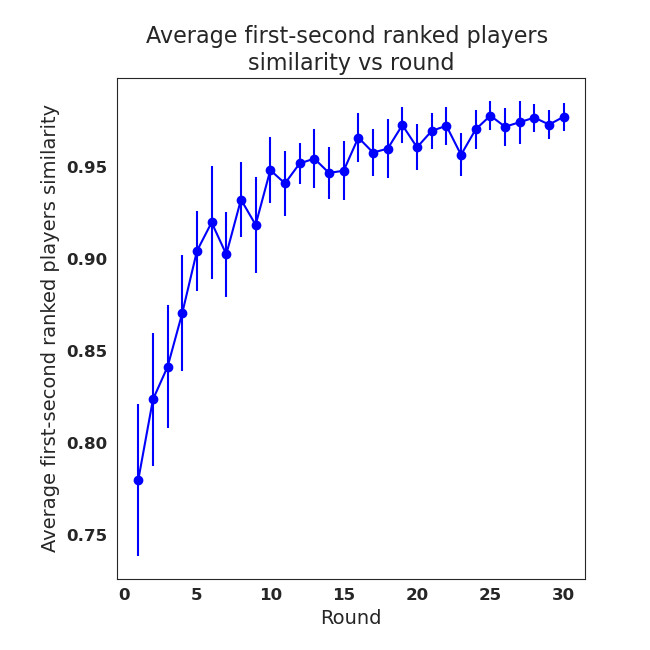 Average first-second ranked players
similarity vs round
Average first-second ranked players similarity
0.95
0.90
0.85
0.80
0.75
0 5 10 15 20 25 30
Round